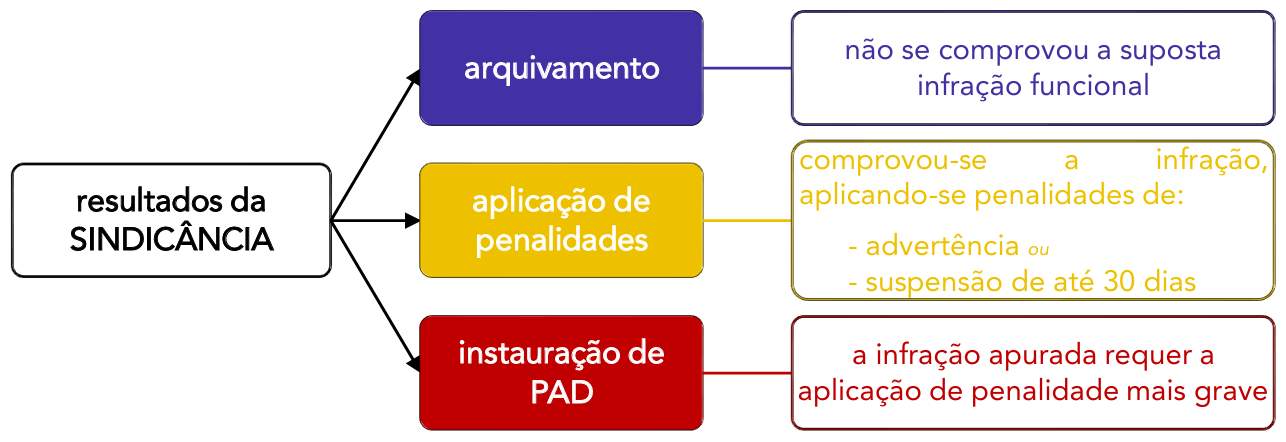 resultados da
SINDICÂNCIA
arquivamento
não se comprovou a suposta
infração funcional
aplicação de
penalidades
comprovou-se a infração,
aplicando-se penalidades de:
- advertência ou
- suspensão de até 30 dias
instauração de
PAD
a infração apurada requer a
aplicação de penalidade mais grave